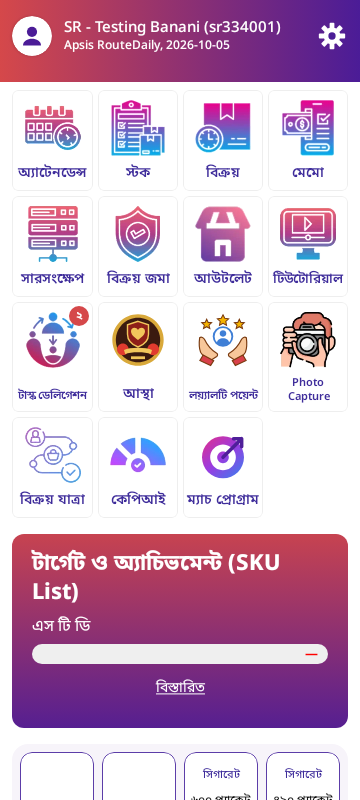 SR - Testing Banani (sr334001)
Apsis RouteDaily, 2026-10-05
অ্যাটেনডেন্স
স্টক
বিক্রয়
মেমো
সারসংক্ষেপ
বিক্রয় জমা
আউটলেট
টিউটোরিয়াল
২
টাস্ক ডেলিগেশন
আস্থা
লয়্যালটি পয়েন্ট
Photo
Capture
বিক্রয় যাত্রা
কেপিআই
ম্যাচ প্রোগ্রাম
টার্গেট ও অ্যাচিভমেন্ট (SKU
List)
এস টি ডি
বিস্তারিত
সিগারেট
সিগারেট